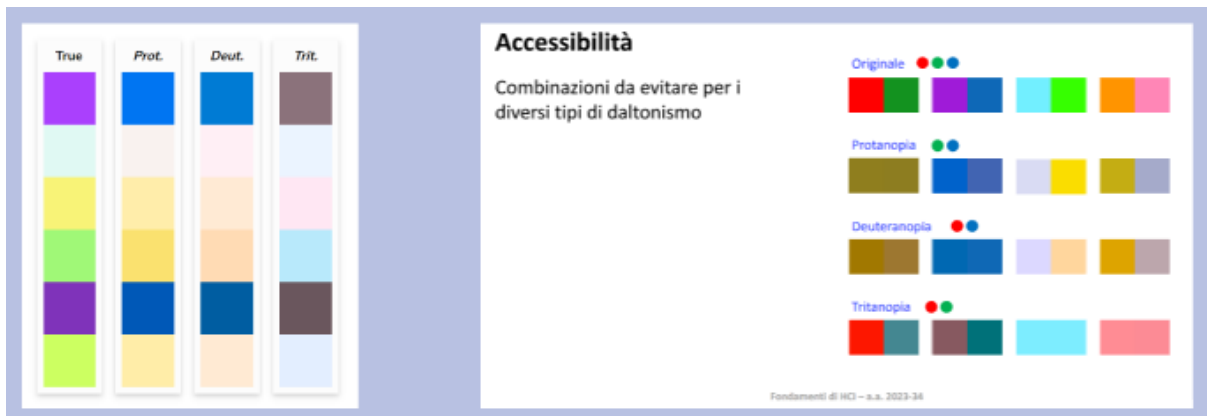 True Prot. Deut. Trit.
Accessibilità
Combinazioni da evitare per i
diversi tipi di daltonismo
Originale
Protanopia
Deuteranopia
Tritanopia
Fondamenti di HCI – a.a. 2023-34